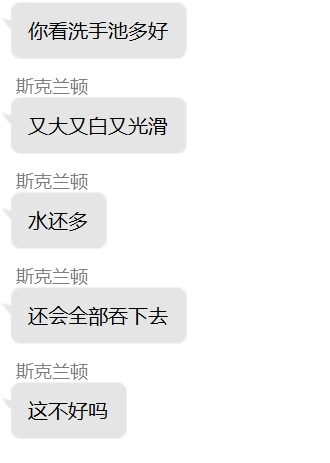 你看洗手池多好
斯克兰顿
又大又白又光滑
斯克兰顿
水还多
斯克兰顿
还会全部吞下去
斯克兰顿
这不好吗